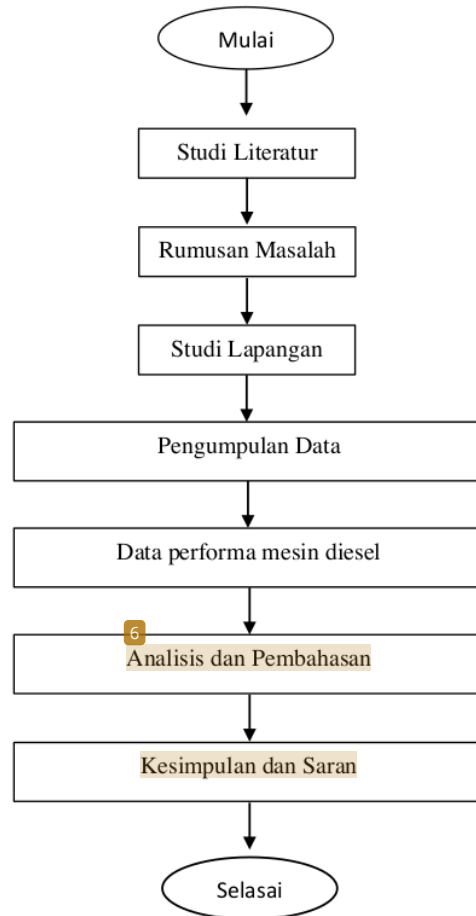 Mulai
Studi Literatur
Rumusan Masalah
Studi Lapangan
Pengumpulan Data
Data performa mesin diesel
6
Analisis dan Pembahasan
Kesimpulan dan Saran
Selasai